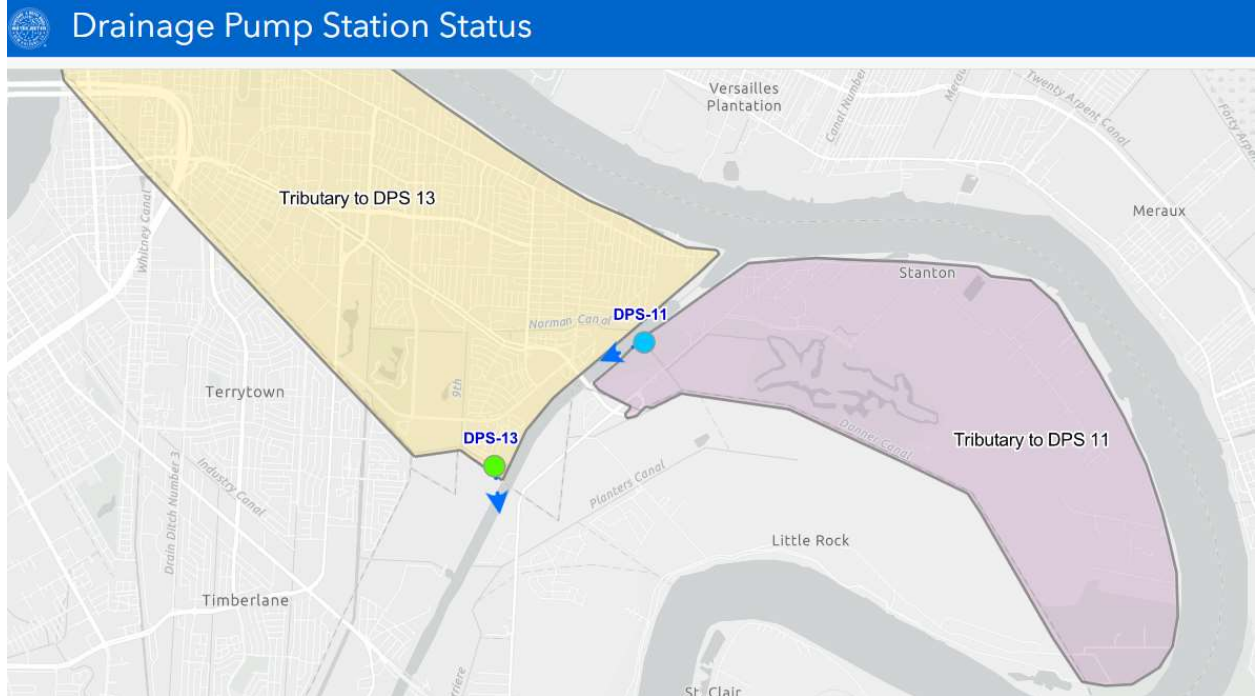 Drainage Pump Station Status
Versailles
Plantation
Canal Number
Twenty Arpent Canal
Meraux
Tributary to DPS 13
Whitney Canal
Stanton
DPS-11
Norman Canal
Terrytown
9th
DPS-13
Donner Canal
Tributary to DPS 11
Industry Canal
Planters Canal
Drain Ditch Number 3
Little Rock
Timberlane
St. Clair